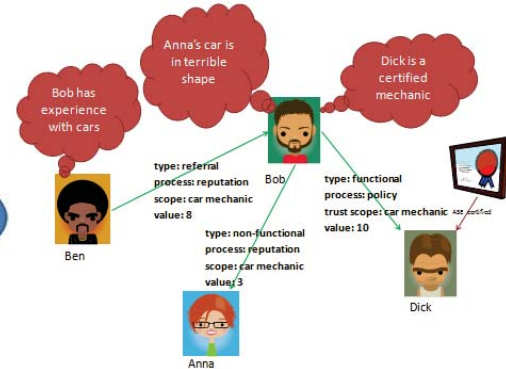 Anna's car is
in terrible
shape
Dick is a
certified
mechanic
Bob has
experience
with cars
type: referral
process: reputation
scope: car mechanic
value: 8
Bob
type: functional
process: policy
trust scope: car mechanic
value: 10
ASE certified
Ben
type: non-functional
process: reputation
scope: car mechanic
value: 3
Dick
Anna